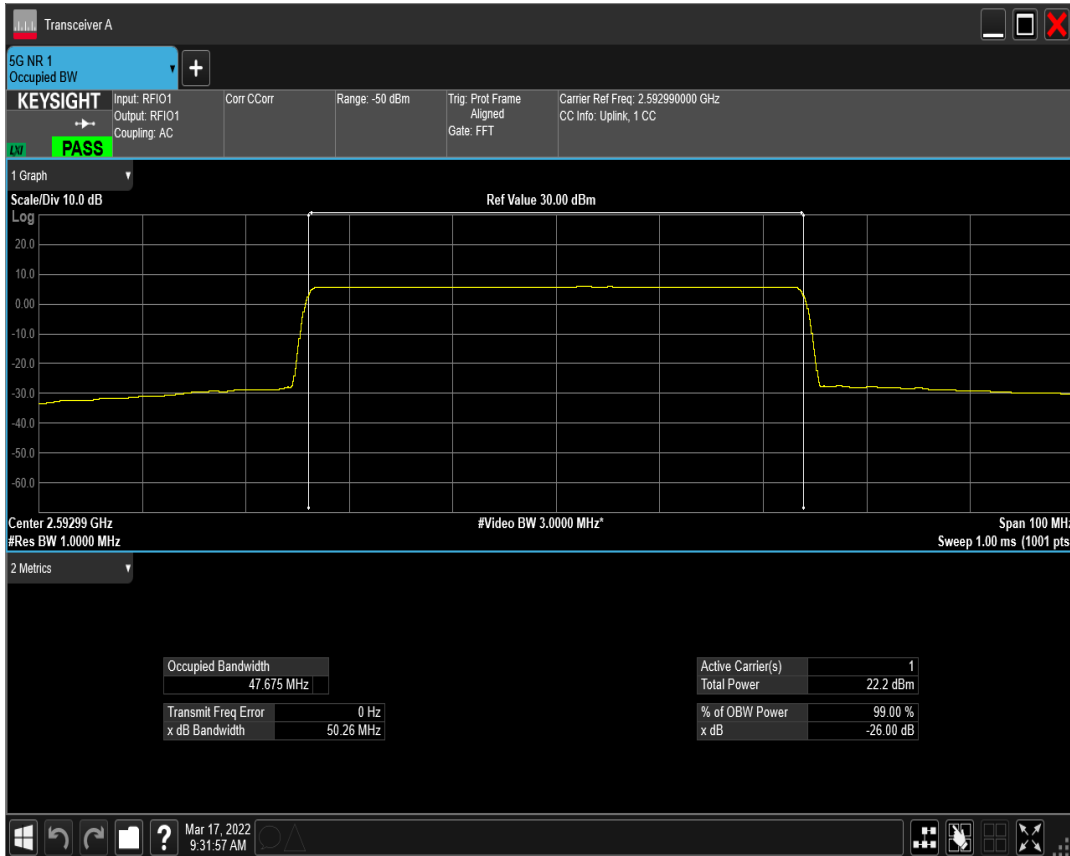 Transceiver A
5G NR 1
Occupied BW
+
KEYSIGHT
Input: RFIO1
Output: RFIO1
Coupling: AC
Corr CCorr
Range: -50 dBm
Trig: Prot Frame
Aligned
Gate: FFT
Carrier Ref Freq: 2.592990000 GHz
CC Info: Uplink, 1 CC
LXI
PASS
1 Graph
Scale/Div 10.0 dB
Ref Value 30.00 dBm
Log
20.0
10.0
0.00
-10.0
-20.0
-30.0
-40.0
-50.0
-60.0
Center 2.59299 GHz
#Video BW 3.0000 MHz*
Span 100 MHz
#Res BW 1.0000 MHz
Sweep 1.00 ms (1001 pts
2 Metrics
Occupied Bandwidth
47.675 MHz
Transmit Freq Error 0 Hz
x dB Bandwidth 50.26 MHz
Active Carrier(s) 1
Total Power 22.2 dBm
% of OBW Power 99.00 %
x dB -26.00 dB
?
Mar 17, 2022
9:31:57 AM